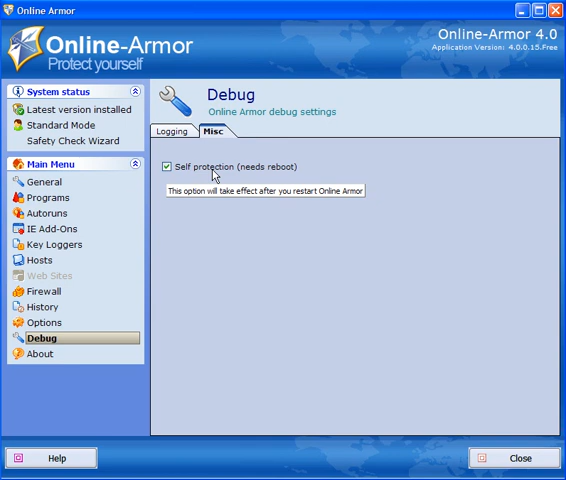 Online Armor
Online-Armor
Protect yourself
Online-Armor 4.0
Application Version: 4.0.0.15.Free
System status
Latest version installed
Standard Mode
Safety Check Wizard
Main Menu
General
Programs
Autoruns
IE Add-Ons
Key Loggers
Hosts
Web Sites
Firewall
History
Options
Debug
About
Debug
Online Armor debug settings
Logging
Misc
Self protection (needs reboot)
This option will take effect after you restart Online Armor
Help
Close